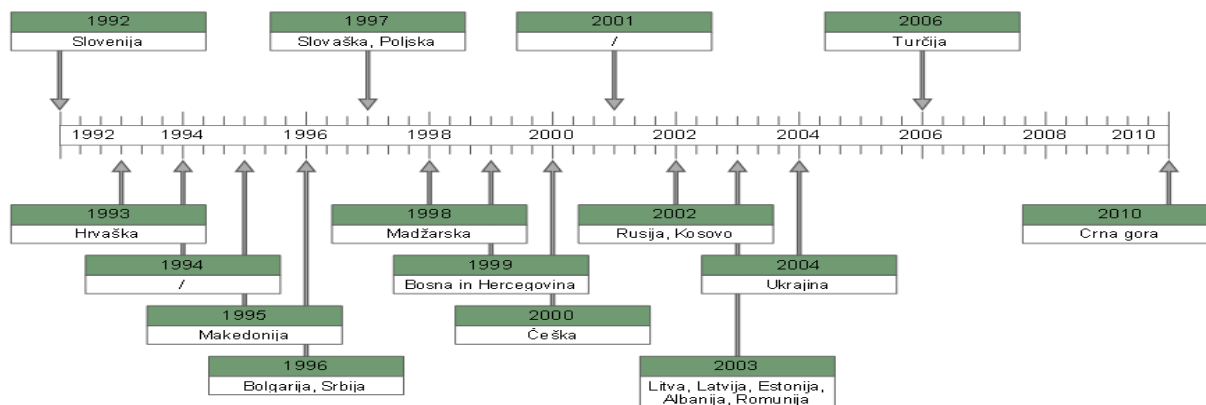 1992
Slovenija
1997
Slovaška, Poljska
2001
/
2006
Turčija
1992 1994 1996 1998 2000 2002 2004 2006 2008 2010
1993
Hrvaška
1994
/
1995
Makedonija
1996
Bolgarija, Srbija
1998
Madžarska
1999
Bosna in Hercegovina
2000
Češka
2002
Rusija, Kosovo
2003
Litva, Latvija, Estonija,
Albanija, Romunija
2004
Ukrajina
2010
Crna gora